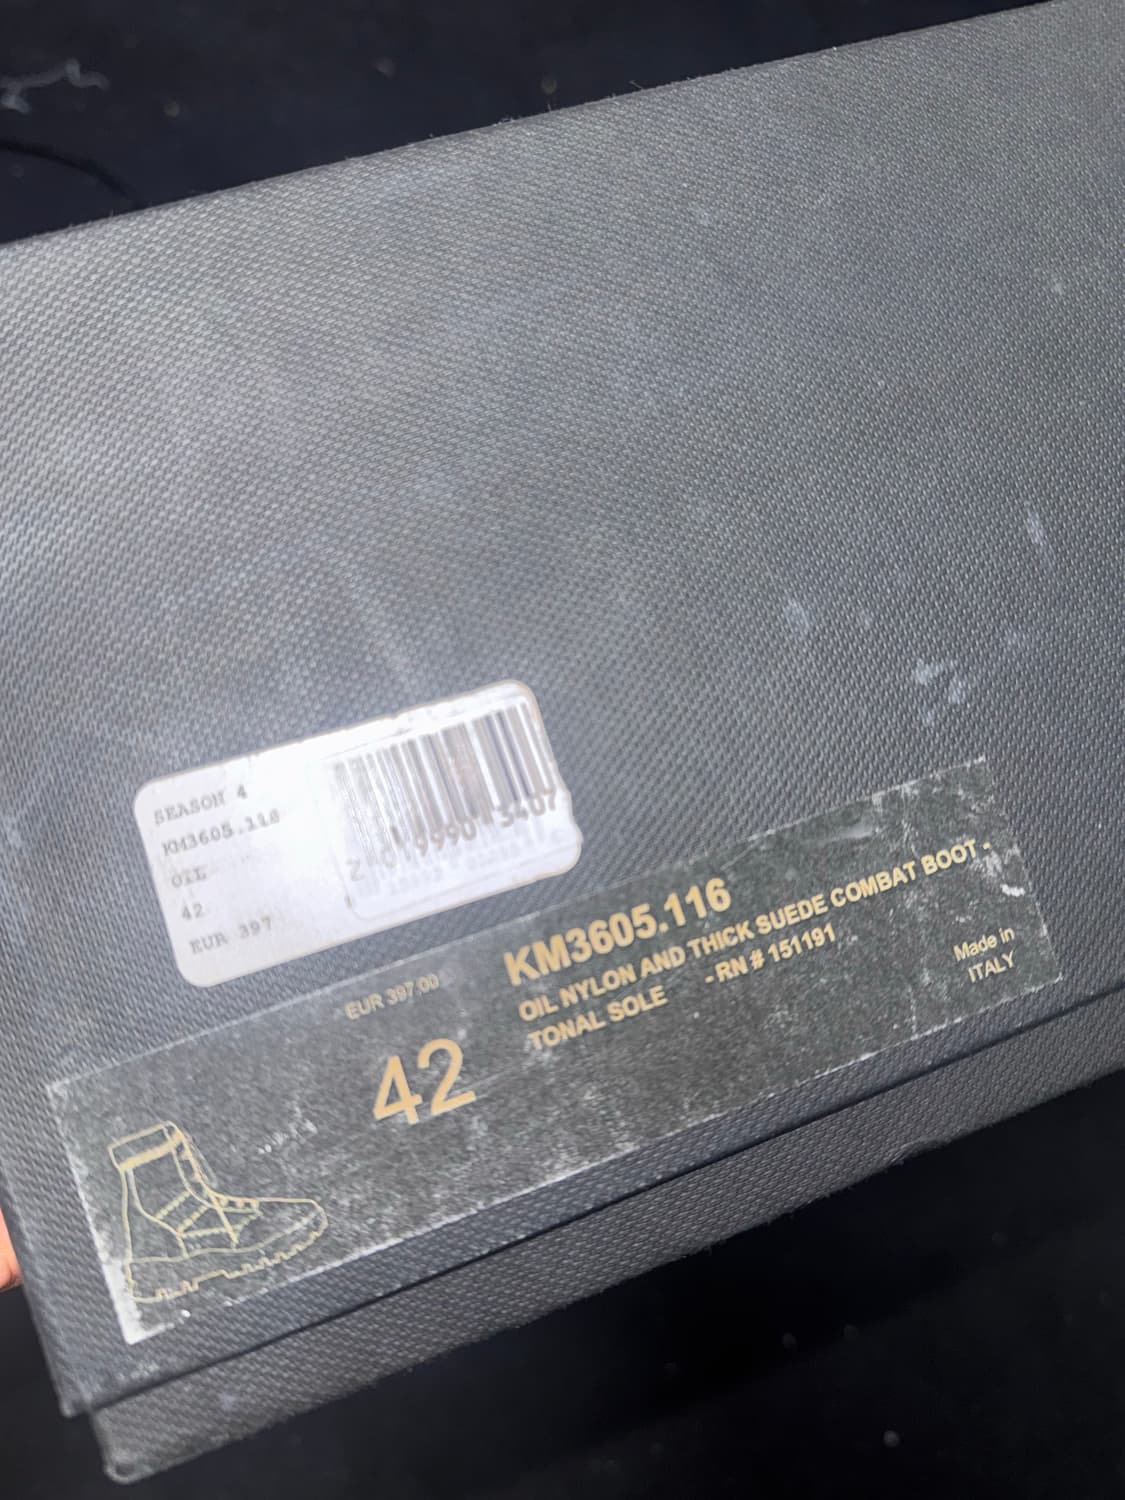 SEASON 4
KM3605.116
OIL
42
EUR 397
EUR 397.00
42
KM3605.116
OIL NYLON AND THICK SUEDE COMBAT BOOT -
TONAL SOLE - RN # 151191
Made in
ITALY